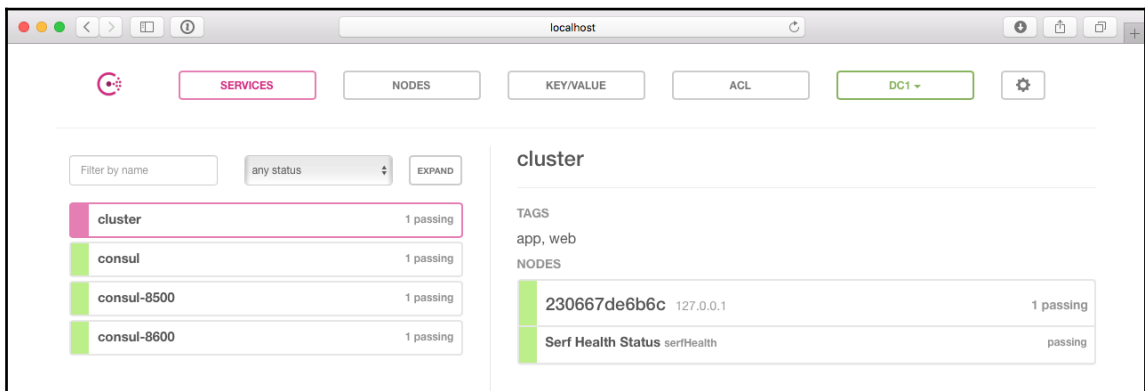 localhost
SERVICES NODES KEY/VALUE ACL DC1
Filter by name any status EXPAND
cluster 1 passing
consul 1 passing
consul-8500 1 passing
consul-8600 1 passing
cluster
TAGS
app, web
NODES
230667de6b6c 127.0.0.1 1 passing
Serf Health Status serfHealth passing